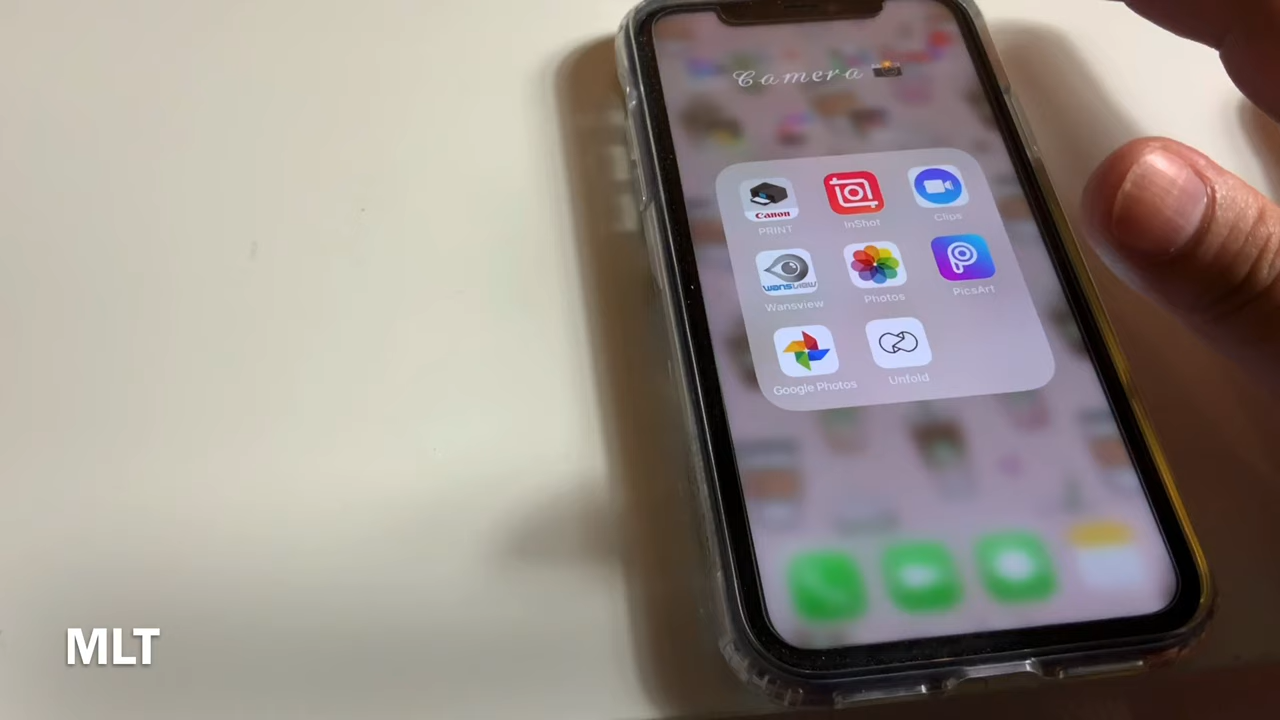 Camera 📸
Canon
PRINT
InShot
Clips
wansview
Wansview
Photos
PicsArt
Google Photos
Unfold
MLT